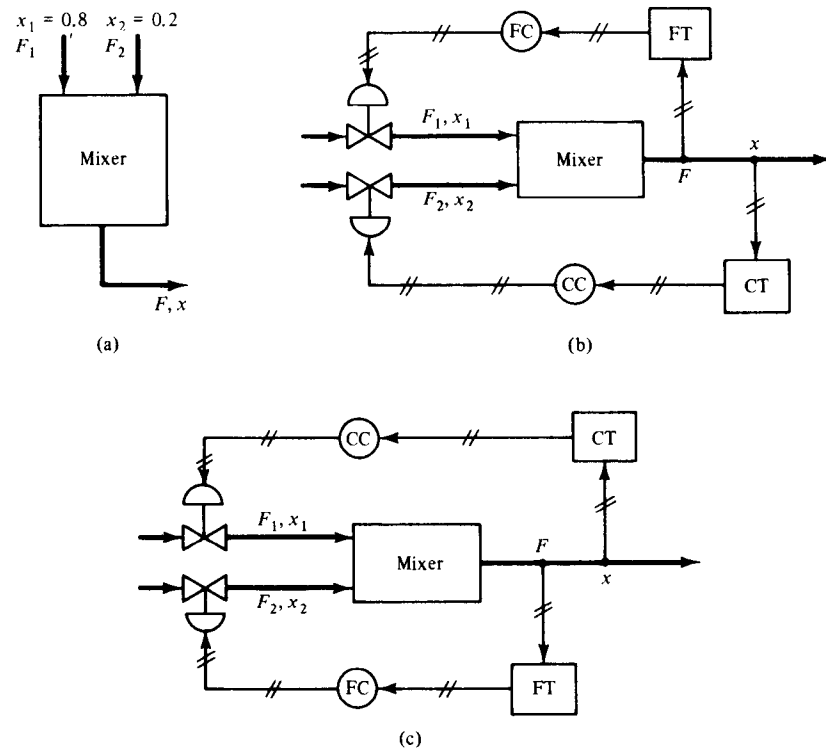 x₁ = 0.8 x₂ = 0.2
F₁ F₂
Mixer
F, x
(a)
FC
FT
F₁, x₁
Mixer
x
F
F₂, x₂
CC
CT
(b)
CC
CT
F₁, x₁
Mixer
F
x
F₂, x₂
FC
FT
(c)